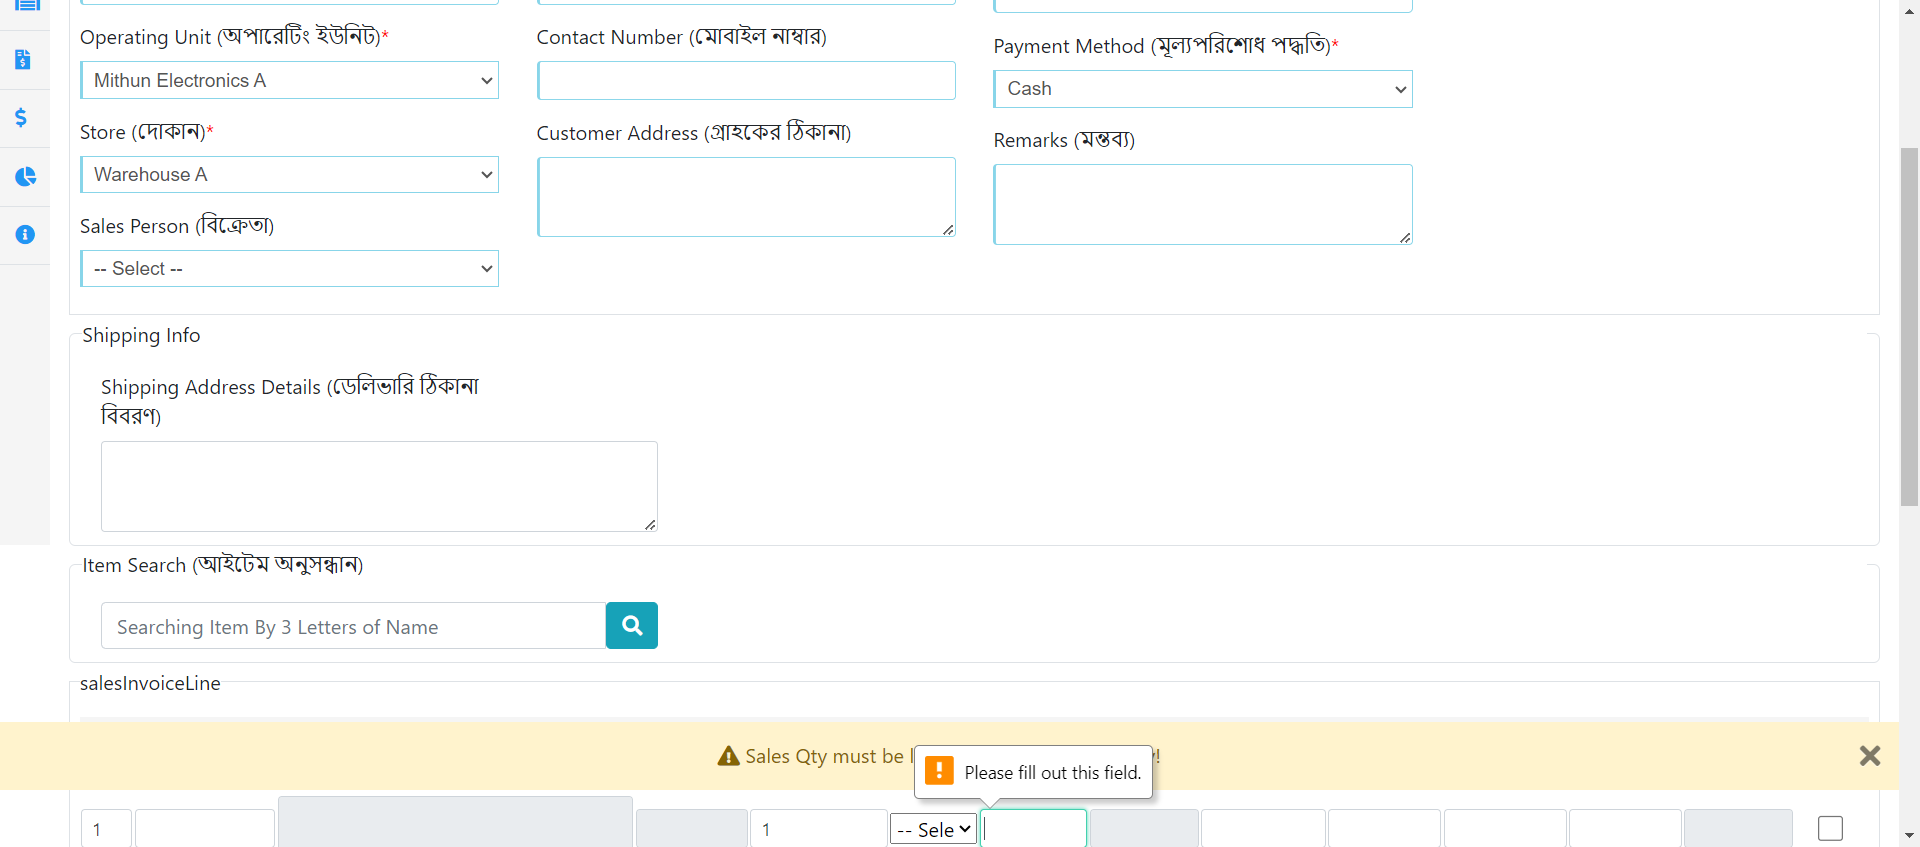 Operating Unit (অপারেটিং ইউনিট)*
Mithun Electronics A
Store (দোকান)*
Warehouse A
Sales Person (বিক্রেতা)
-- Select --
Contact Number (মোবাইল নাম্বার)
Customer Address (গ্রাহকের ঠিকানা)
Payment Method (মূল্যপরিশোধ পদ্ধতি)*
Cash
Remarks (মন্তব্য)
Shipping Info
Shipping Address Details (ডেলিভারি ঠিকানা
বিবরণ)
Item Search (আইটেম অনুসন্ধান)
Searching Item By 3 Letters of Name
salesInvoiceLine
Sales Qty must be
Please fill out this field.
1
1
-- Sele